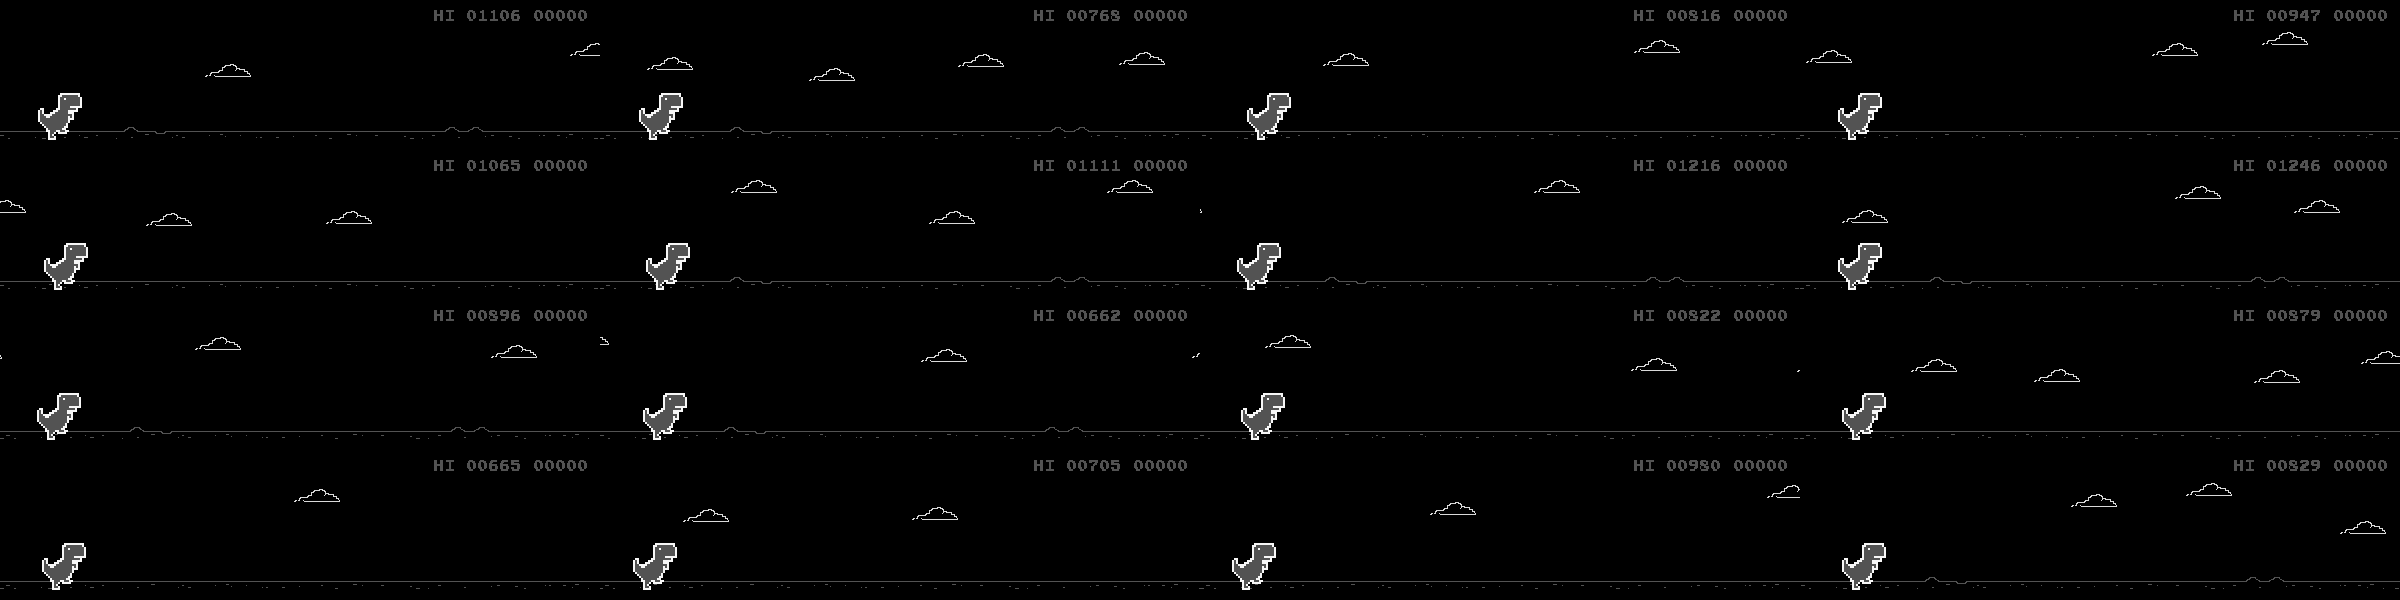 HI 01106 00000
HI 00768 00000
HI 00816 00000
HI 00947 00000
HI 01065 00000
HI 01111 00000
HI 01216 00000
HI 01246 00000
HI 00896 00000
HI 00662 00000
HI 00822 00000
HI 00879 00000
HI 00665 00000
HI 00705 00000
HI 00980 00000
HI 00829 00000